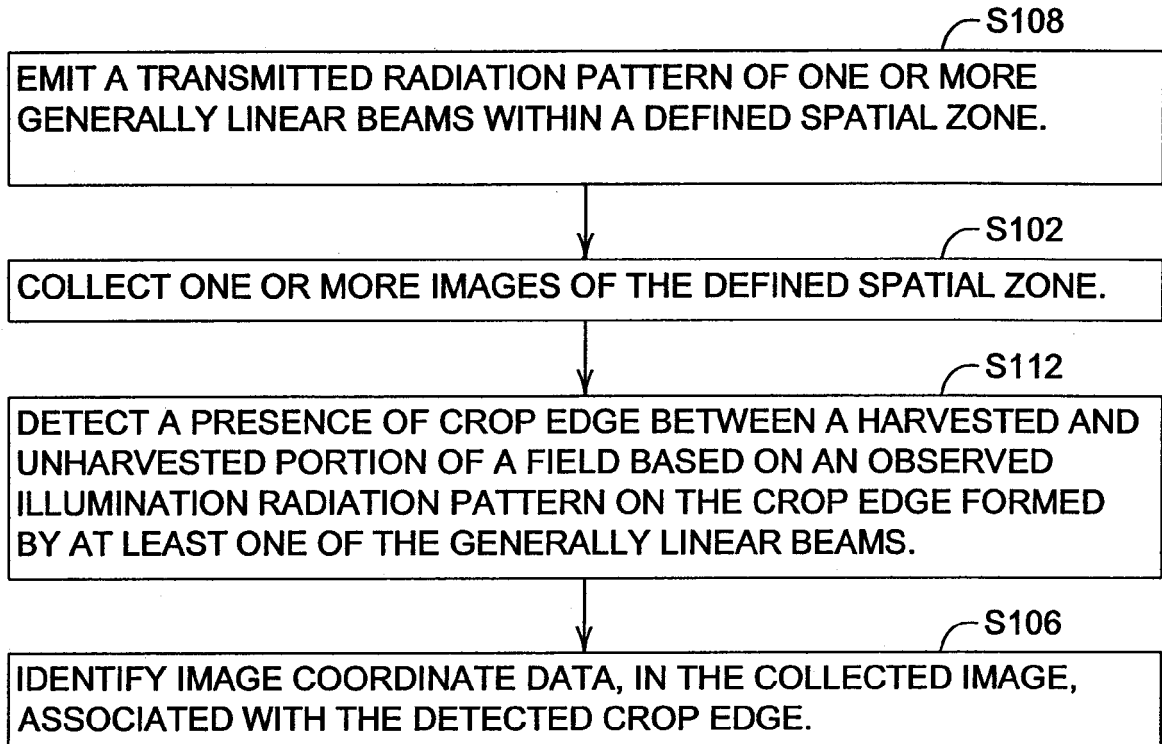 S108
EMIT A TRANSMITTED RADIATION PATTERN OF ONE OR MORE
GENERALLY LINEAR BEAMS WITHIN A DEFINED SPATIAL ZONE.
S102
COLLECT ONE OR MORE IMAGES OF THE DEFINED SPATIAL ZONE.
S112
DETECT A PRESENCE OF CROP EDGE BETWEEN A HARVESTED AND
UNHARVESTED PORTION OF A FIELD BASED ON AN OBSERVED
ILLUMINATION RADIATION PATTERN ON THE CROP EDGE FORMED
BY AT LEAST ONE OF THE GENERALLY LINEAR BEAMS.
S106
IDENTIFY IMAGE COORDINATE DATA, IN THE COLLECTED IMAGE,
ASSOCIATED WITH THE DETECTED CROP EDGE.